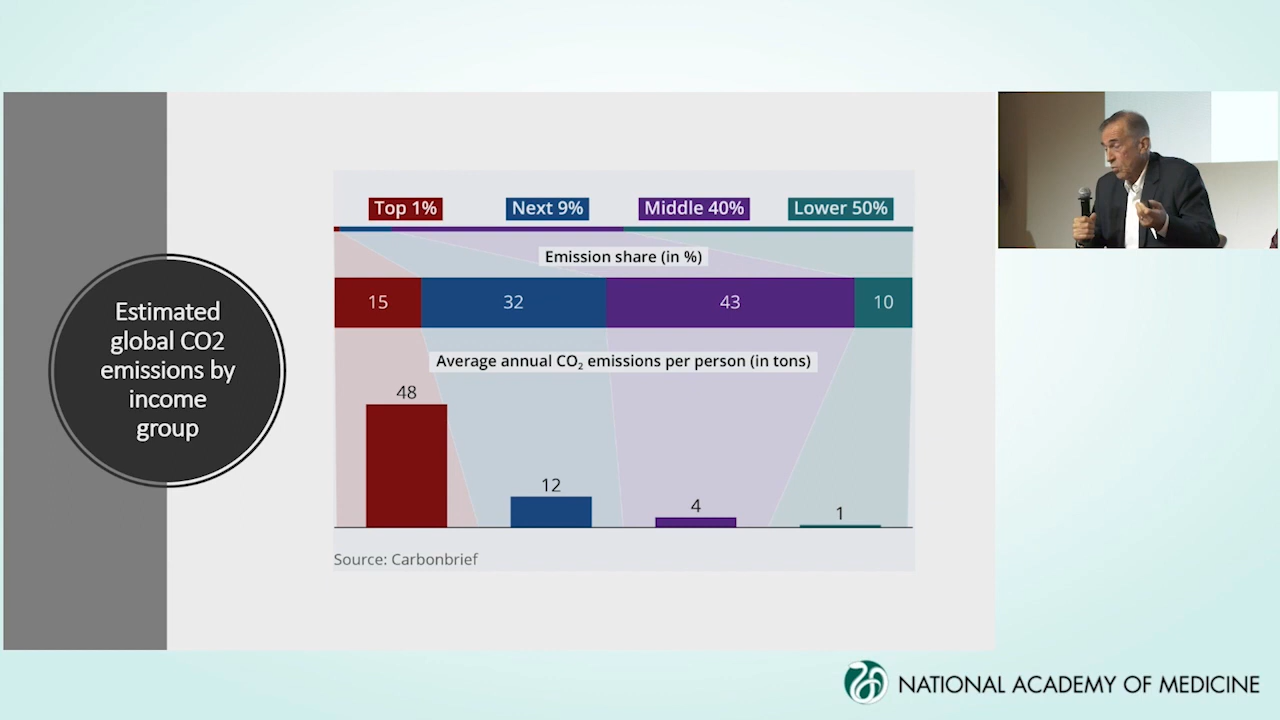 Estimated
global CO2
emissions by
income
group
Top 1% Next 9% Middle 40% Lower 50%
Emission share (in %)
15 32 43 10
Average annual CO₂ emissions per person (in tons)
48
12
4
1
Source: Carbonbrief
NATIONAL ACADEMY OF MEDICINE